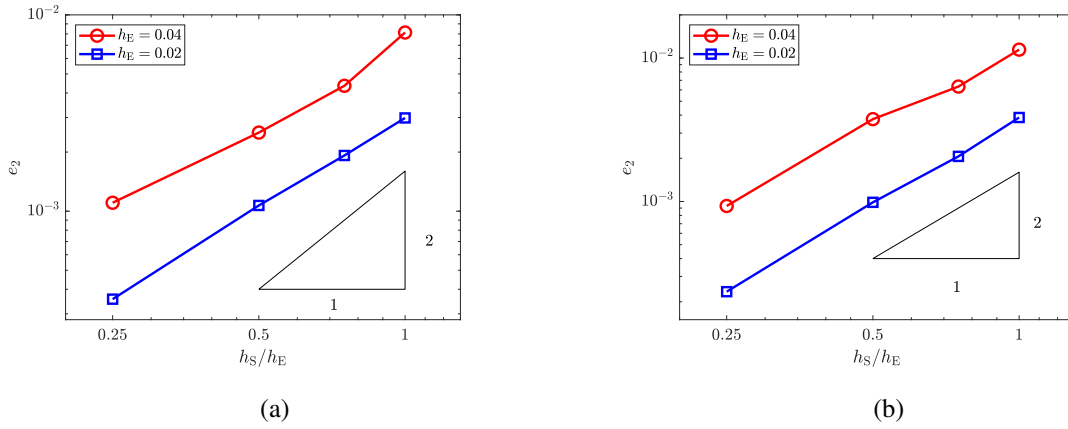 10⁻²
h_E = 0.04
h_E = 0.02
e₂
10⁻³
2
1
0.25
0.5
1
h_S/h_E
(a)
h_E = 0.04
h_E = 0.02
10⁻²
e₂
10⁻³
2
1
0.25
0.5
1
h_S/h_E
(b)